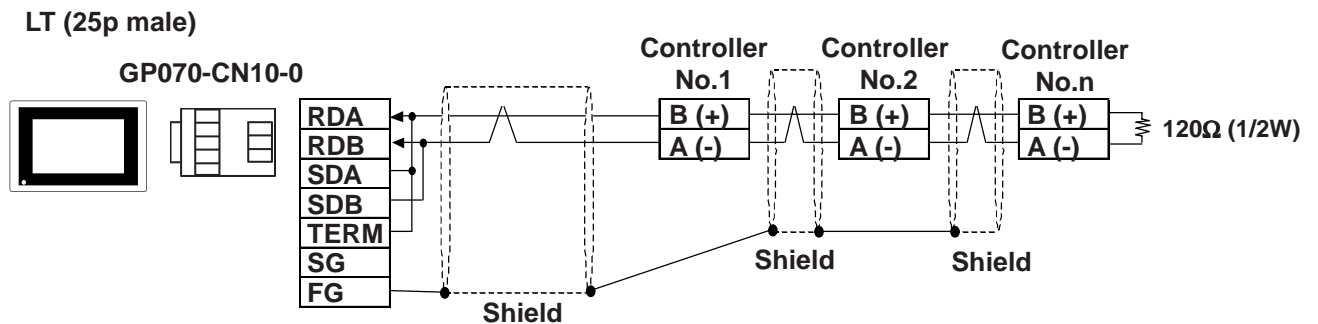 LT (25p male)
GP070-CN10-0
RDA
RDB
SDA
SDB
TERM
SG
FG
Shield
Controller
No.1
B (+)
A (-)
Controller
No.2
B (+)
A (-)
Controller
No.n
B (+)
A (-)
Shield
Shield
120Ω (1/2W)